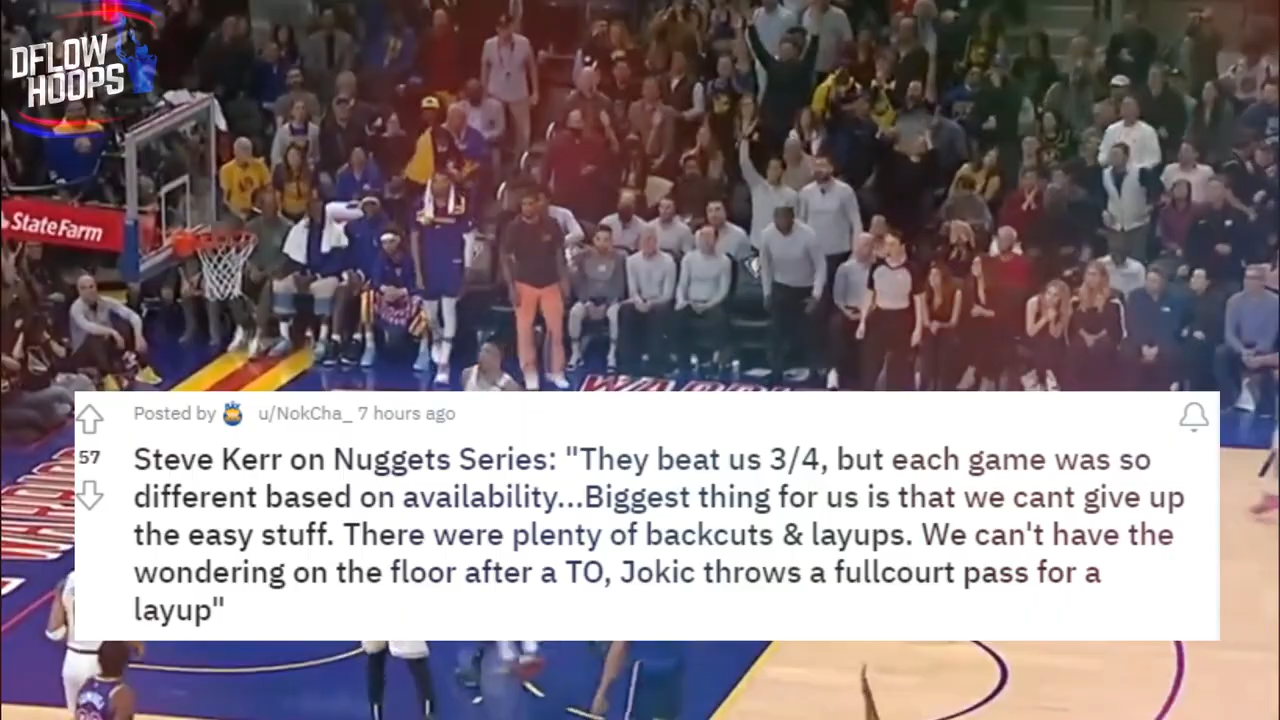 DFLOW
HOOPS
StateFarm
Posted by u/NokCha_ 7 hours ago
57
Steve Kerr on Nuggets Series: "They beat us 3/4, but each game was so
different based on availability...Biggest thing for us is that we cant give up
the easy stuff. There were plenty of backcuts & layups. We can't have the
wondering on the floor after a TO, Jokic throws a fullcourt pass for a
layup"